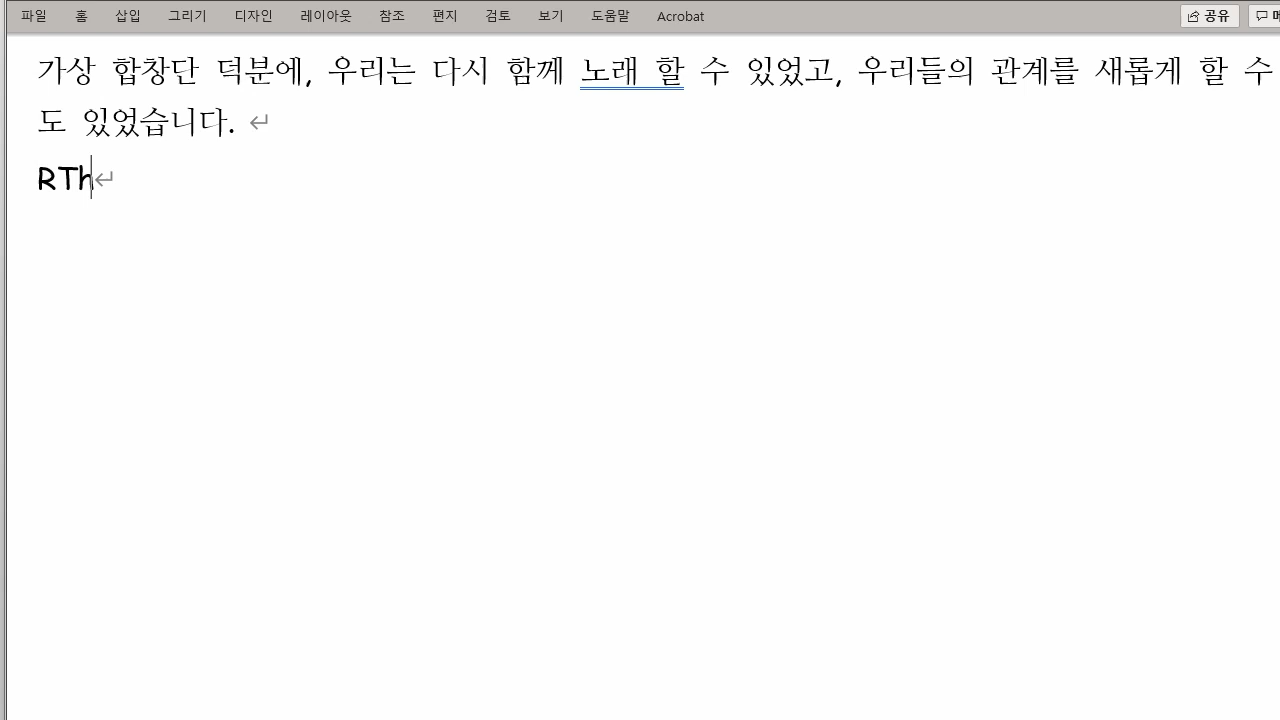 파일 홈 삽입 그리기 디자인 레이아웃 참조 편지 검토 보기 도움말 Acrobat 공유
가상 합창단 덕분에, 우리는 다시 함께 노래 할 수 있었고, 우리들의 관계를 새롭게 할 수
도 있었습니다.
RTh